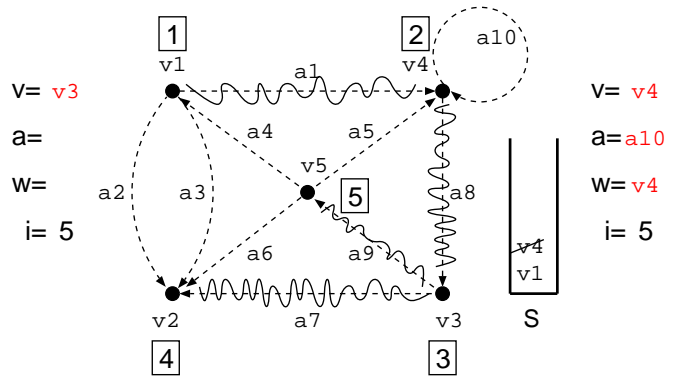 1
2
v1
a1
v4
a10
v= v3
a=
w=
i= 5
a4
a5
v5
a2
a3
5
a8
a6
a9
v2
a7
v3
4
3
v4
v1
S
v= v4
a= a10
w= v4
i= 5